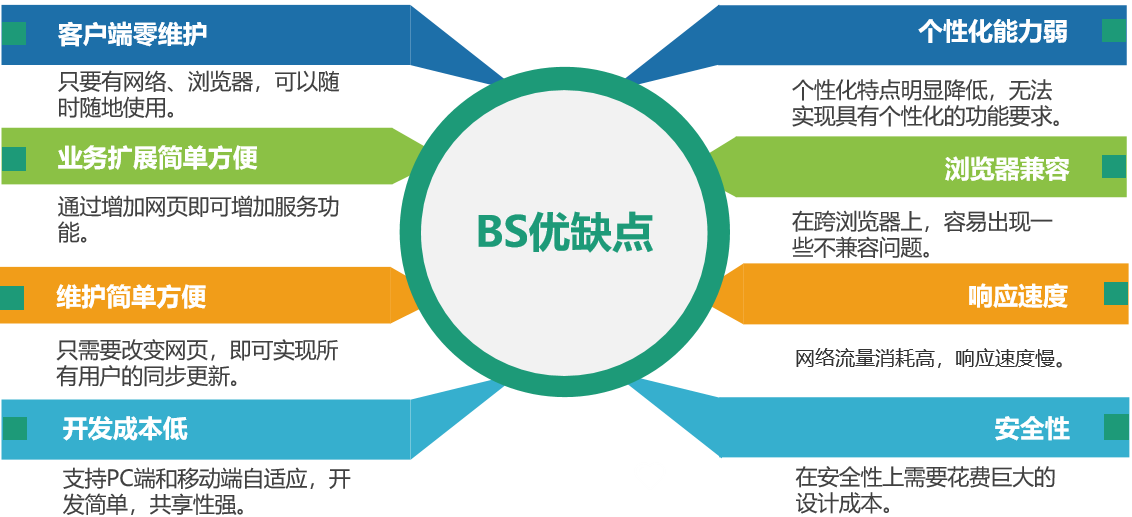 客户端零维护
只要有网络、浏览器，可以随
时随地使用。
业务扩展简单方便
通过增加网页即可增加服务功
能。
维护简单方便
只需要改变网页，即可实现所
有用户的同步更新。
开发成本低
支持PC端和移动端自适应，开
发简单，共享性强。
BS优缺点
个性化能力弱
个性化特点明显降低，无法
实现具有个性化的功能要求。
浏览器兼容
在跨浏览器上，容易出现一
些不兼容问题。
响应速度
网络流量消耗高，响应速度慢。
安全性
在安全性上需要花费巨大的
设计成本。